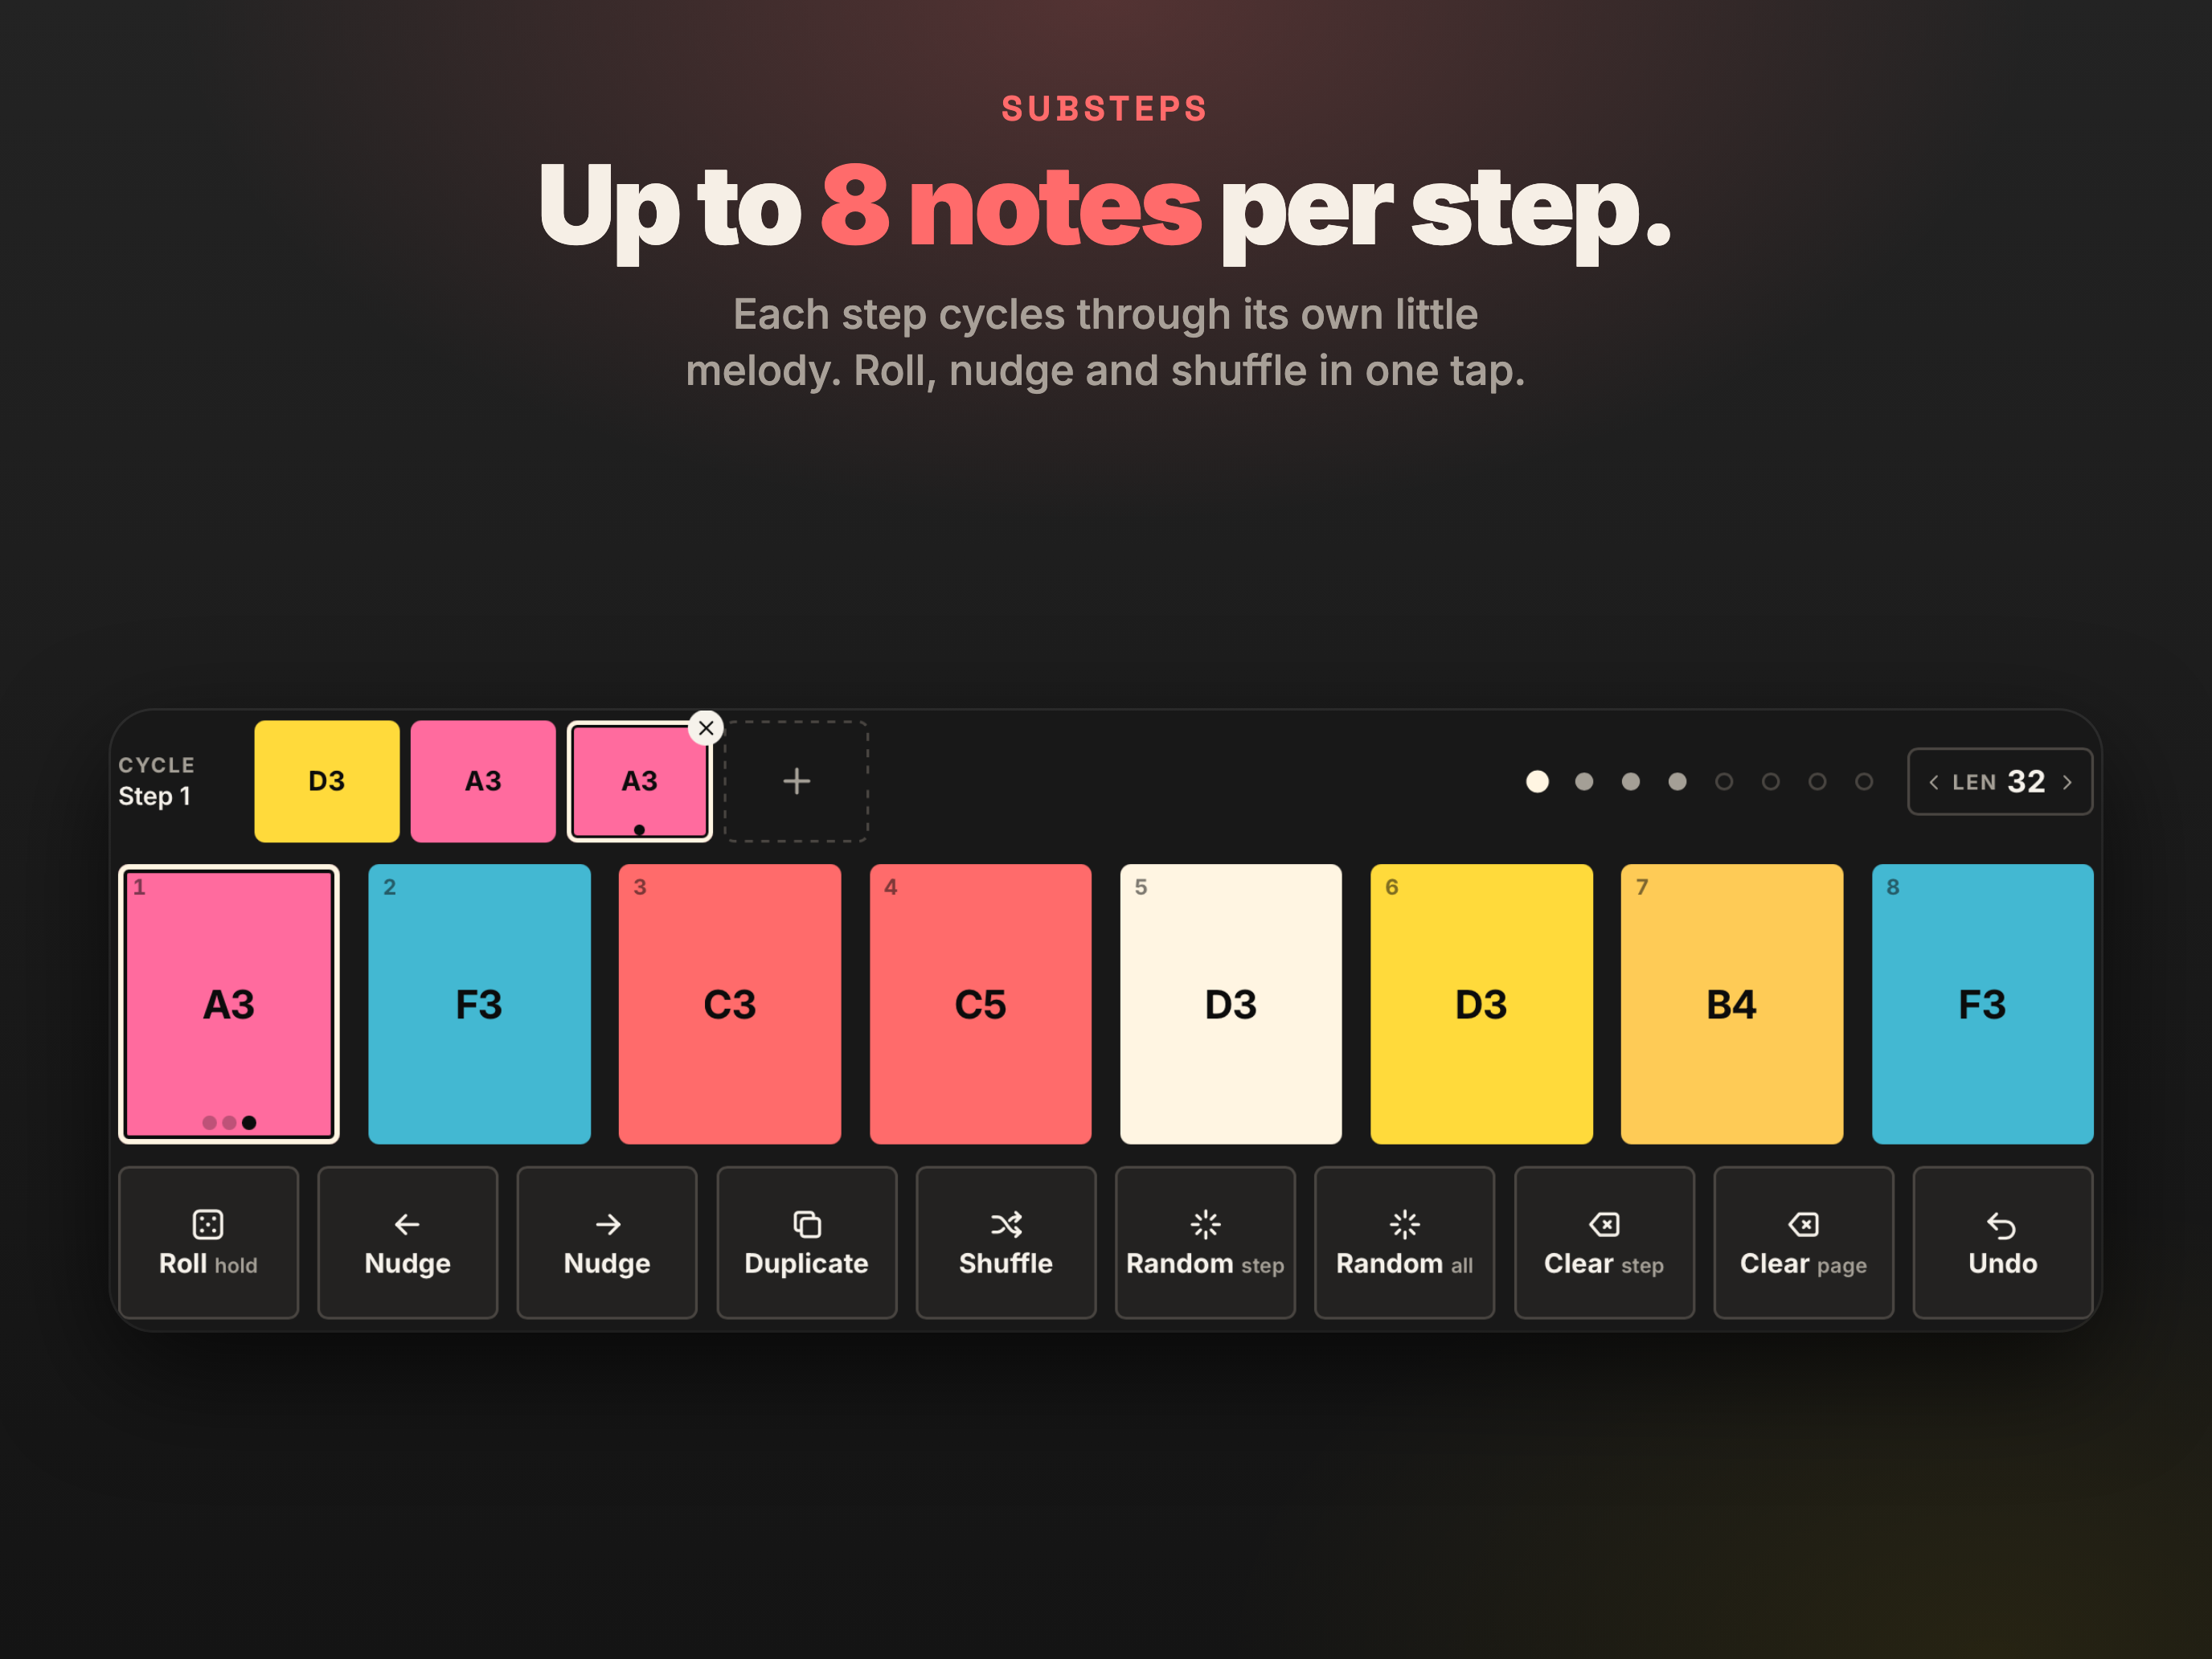 SUBSTEPS
Up to 8 notes per step.
Each step cycles through its own little
melody. Roll, nudge and shuffle in one tap.
CYCLE
Step 1
D3
A3
A3
LEN 32
1
A3
2
F3
3
C3
4
C5
5
D3
6
D3
7
B4
8
F3
Roll hold
Nudge
Nudge
Duplicate
Shuffle
Random step
Random all
Clear step
Clear page
Undo